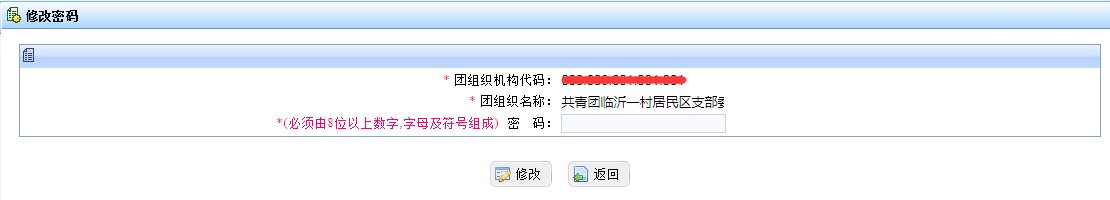 修改密码
* 团组织机构代码：
* 团组织名称： 共青团临沂一村居民区支部委
*(必须由8位以上数字,字母及符号组成) 密 码：
修改 返回